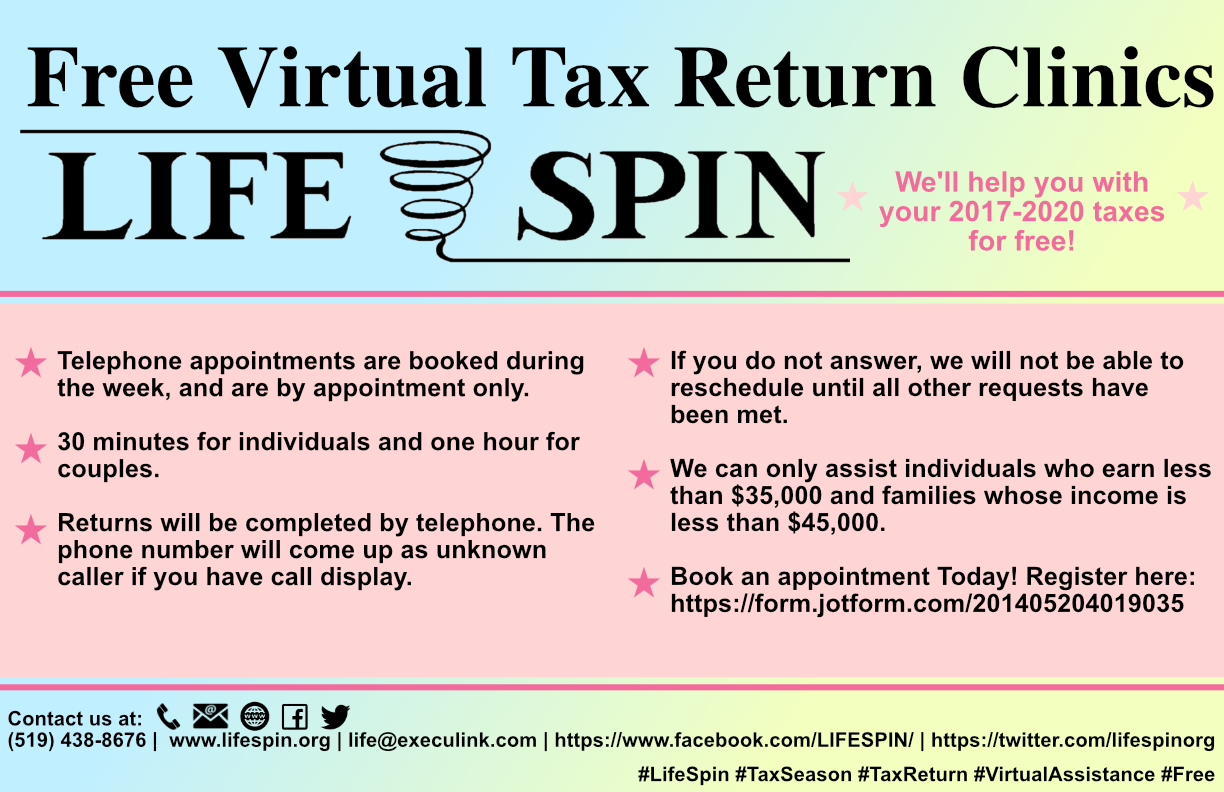 Free Virtual Tax Return Clinics
LIFE SPIN
We'll help you with
your 2017-2020 taxes
for free!
Telephone appointments are booked during
the week, and are by appointment only.
30 minutes for individuals and one hour for
couples.
Returns will be completed by telephone. The
phone number will come up as unknown
caller if you have call display.
If you do not answer, we will not be able to
reschedule until all other requests have
been met.
We can only assist individuals who earn less
than $35,000 and families whose income is
less than $45,000.
Book an appointment Today! Register here:
https://form.jotform.com/201405204019035
Contact us at: @ www
(519) 438-8676 | www.lifespin.org | life@execulink.com | https://www.facebook.com/LIFESPIN/ | https://twitter.com/lifespinorg
#LifeSpin #TaxSeason #TaxReturn #VirtualAssistance #Free